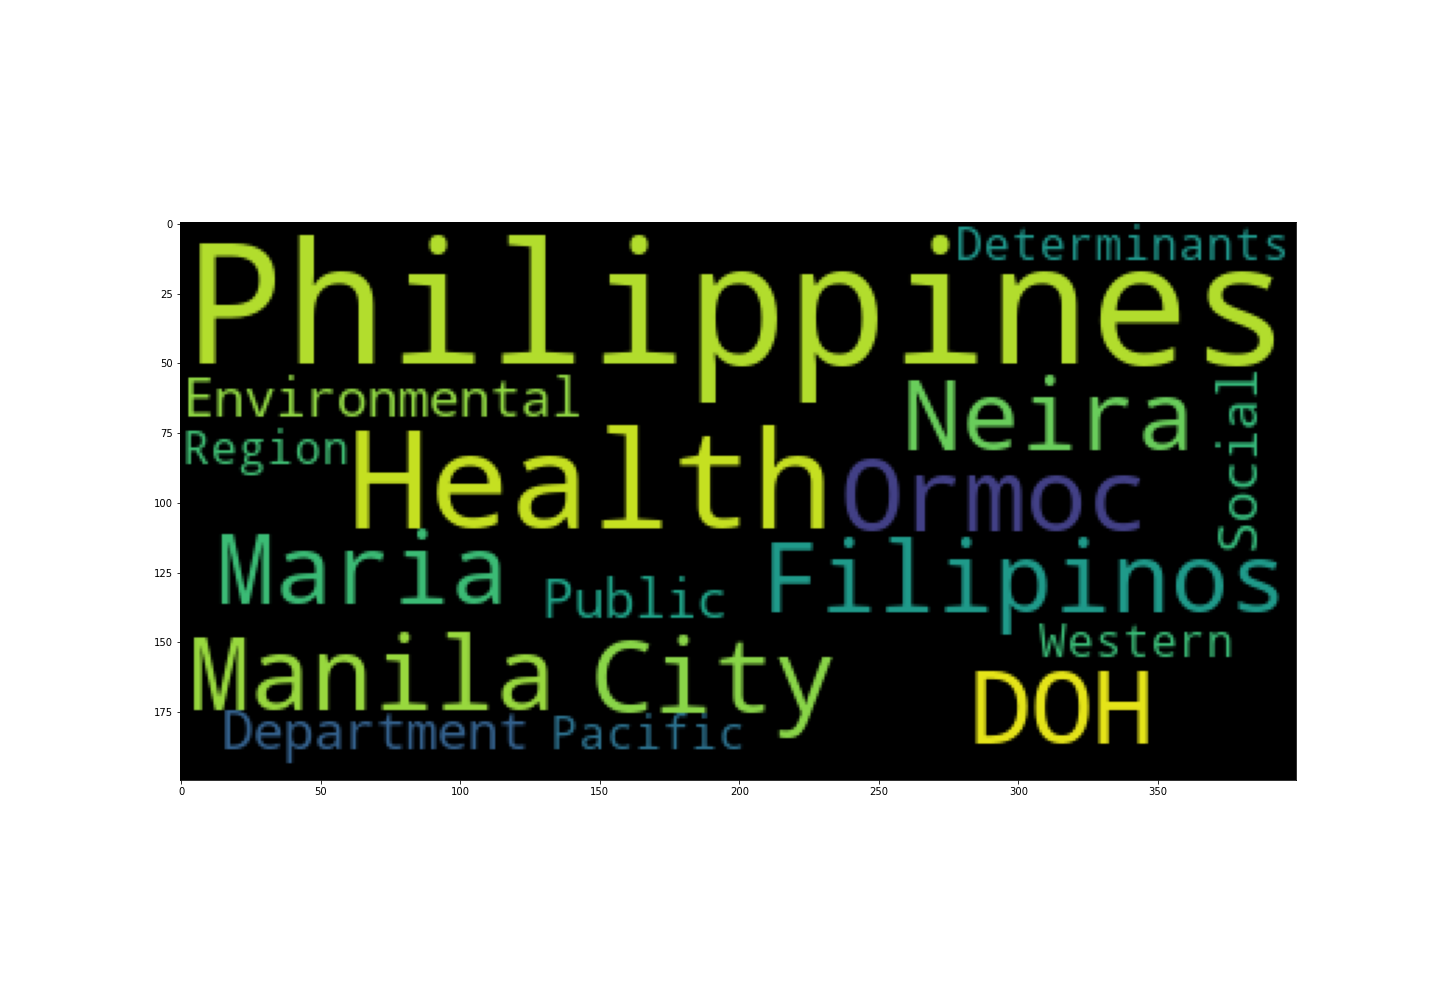 0
Philippines
Determinants
25
50
Environmental
Neira
Social
75
Region
Health
Ormoc
100
Maria
Filipinos
125
Public
150
Manila
City
Western
DOH
175
Department
Pacific
0 50 100 150 200 250 300 350